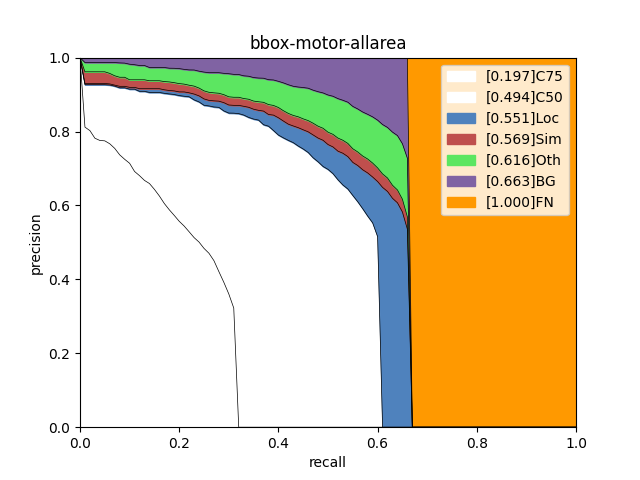 bbox-motor-allarea
1.0
0.8
0.6
0.4
0.2
0.0
precision
[0.197]C75
[0.494]C50
[0.551]Loc
[0.569]Sim
[0.616]Oth
[0.663]BG
[1.000]FN
0.0 0.2 0.4 0.6 0.8 1.0
recall